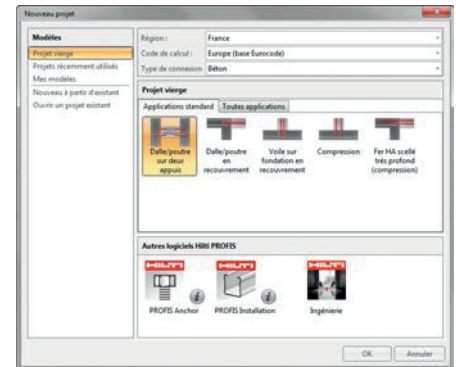 Nouveau projet
Modèles
Projet vierge
Projets récemment utilisés
Mes modèles
Nouveau à partir d'existant
Ouvrir un projet existant
Région : France
Code de calcul : Europe (base Eurocode)
Type de connexion Béton
Projet vierge
Applications standard Toutes applications
Dalle/poutre sur deux appuis
Dalle/poutre en recouvrement
Voile sur fondation en recouvrement
Compression
Fer HA scellé très profond (compression)
Autres logiciels Hilti PROFIS
HILTI HILTI HILTI
PROFIS Anchor PROFIS Installation Ingénierie
OK Annuler